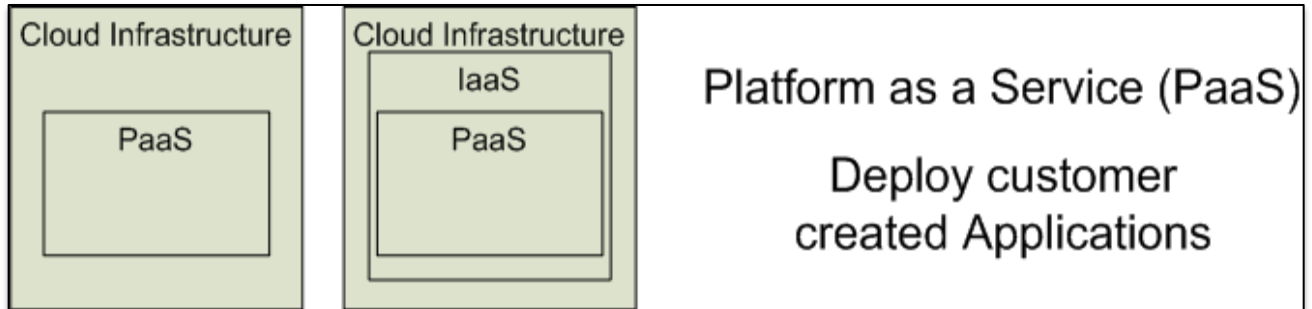 Cloud Infrastructure
PaaS
Cloud Infrastructure
IaaS
PaaS
Platform as a Service (PaaS)
Deploy customer
created Applications